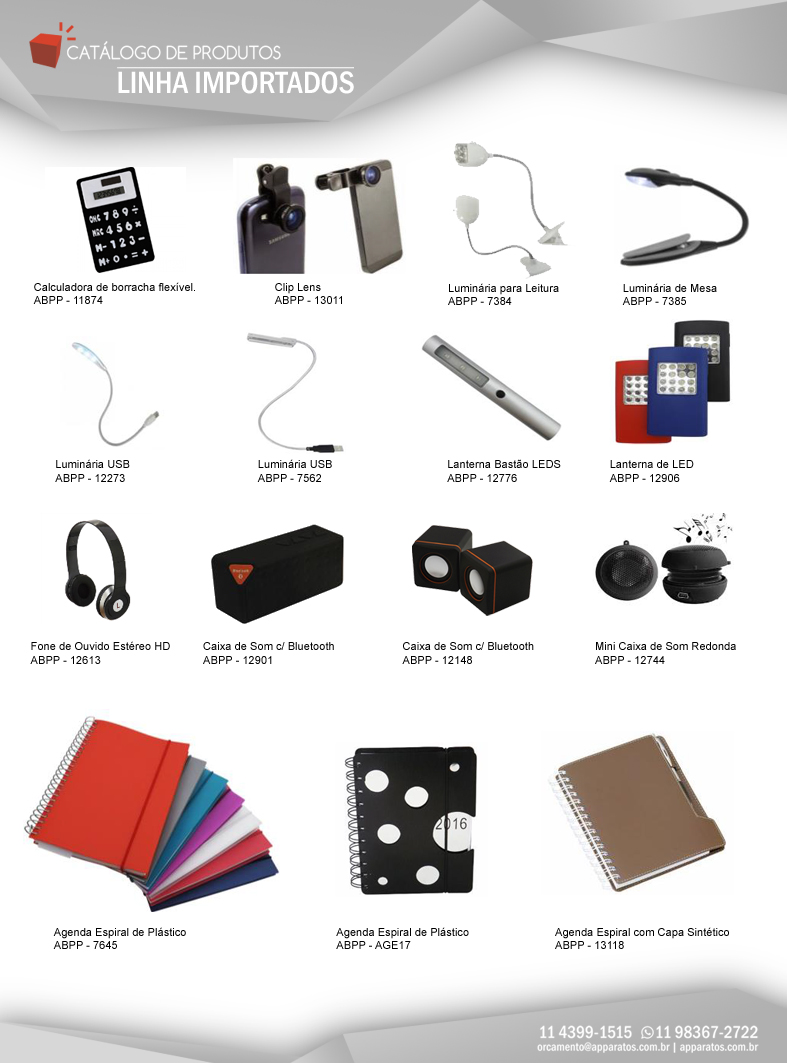 CATÁLOGO DE PRODUTOS
LINHA IMPORTADOS
Calculadora de borracha flexível.
ABPP - 11874
Clip Lens
ABPP - 13011
Luminária para Leitura
ABPP - 7384
Luminária de Mesa
ABPP - 7385
Luminária USB
ABPP - 12273
Luminária USB
ABPP - 7562
Lanterna Bastão LEDS
ABPP - 12776
Lanterna de LED
ABPP - 12906
Fone de Ouvido Estéreo HD
ABPP - 12613
Caixa de Som c/ Bluetooth
ABPP - 12901
Caixa de Som c/ Bluetooth
ABPP - 12148
Mini Caixa de Som Redonda
ABPP - 12744
2016
Agenda Espiral de Plástico
ABPP - 7645
Agenda Espiral de Plástico
ABPP - AGE17
Agenda Espiral com Capa Sintético
ABPP - 13118
11 4399-1515 11 98367-2722
orcamento@apparatos.com.br | apparatos.com.br